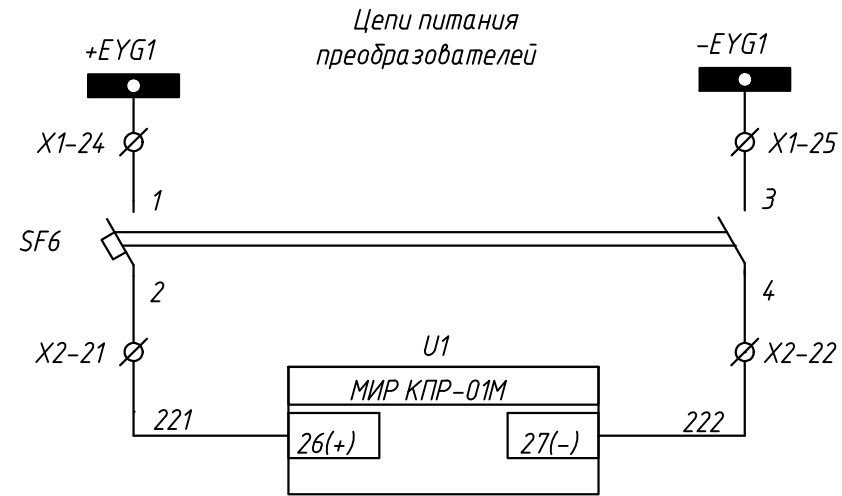 Цепи питания
преобразователей
+EYG1
-EYG1
X1-24
X1-25
1
3
SF6
2
4
X2-21
X2-22
U1
МИР КПР-01М
221
222
26(+)
27(-)